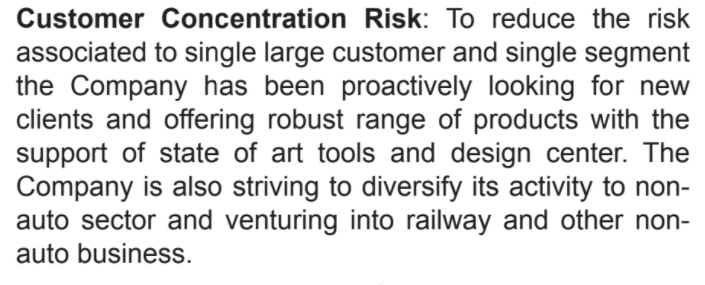 Customer Concentration Risk: To reduce the risk
associated to single large customer and single segment
the Company has been proactively looking for new
clients and offering robust range of products with the
support of state of art tools and design center. The
Company is also striving to diversify its activity to non-
auto sector and venturing into railway and other non-
auto business.